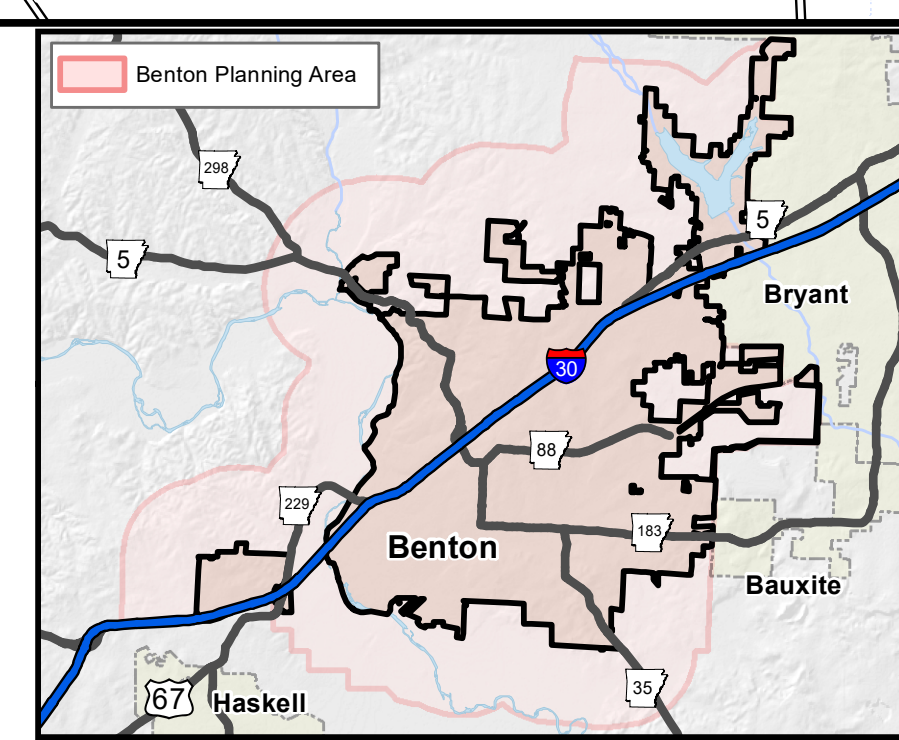 Benton Planning Area
298
5
5
Bryant
30
88
229
183
Benton
Bauxite
35
67
Haskell